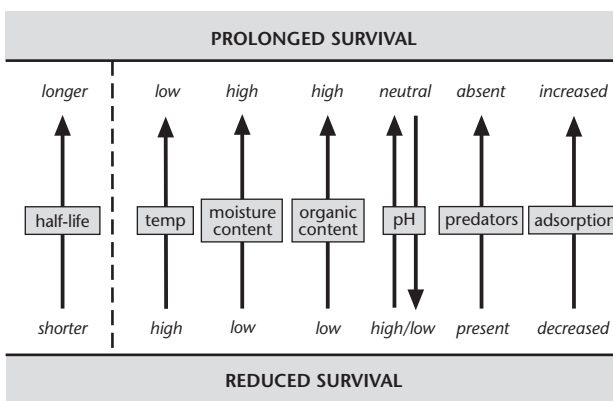 PROLONGED SURVIVAL
longer low high high neutral absent increased
half-life temp moisture content organic content pH predators adsorption
shorter high low low high/low present decreased
REDUCED SURVIVAL